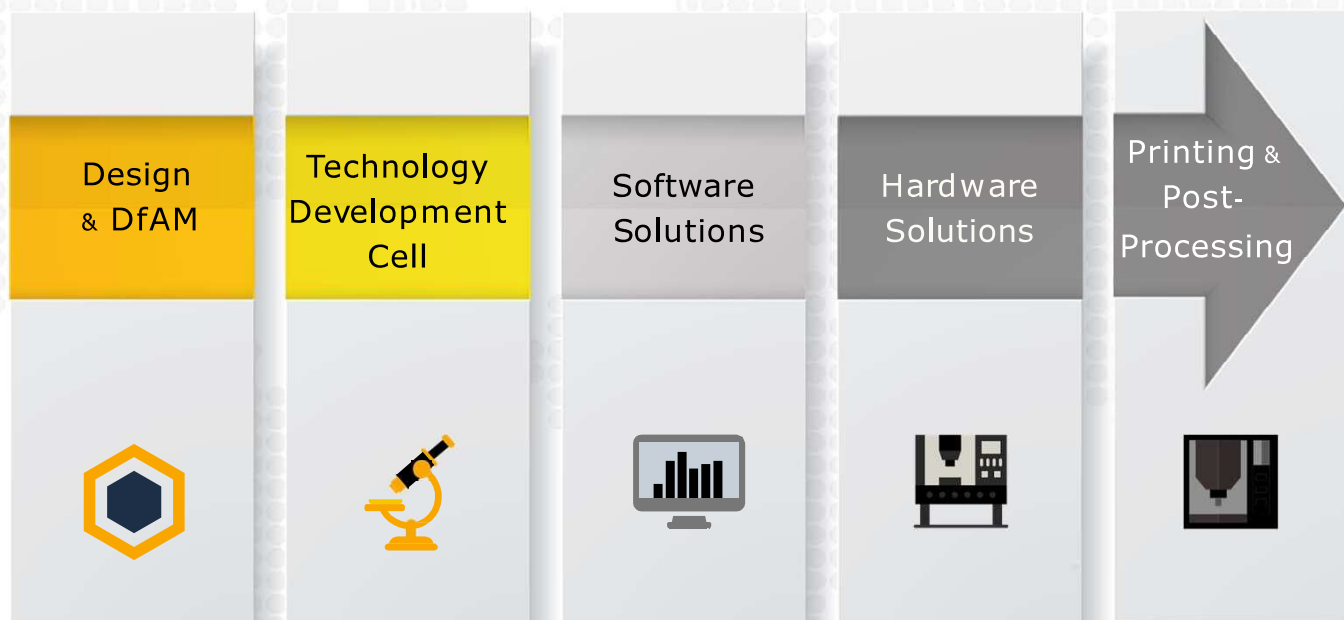 Design
& DfAM
Technology
Development
Cell
Software
Solutions
Hardware
Solutions
Printing &
Post-
Processing